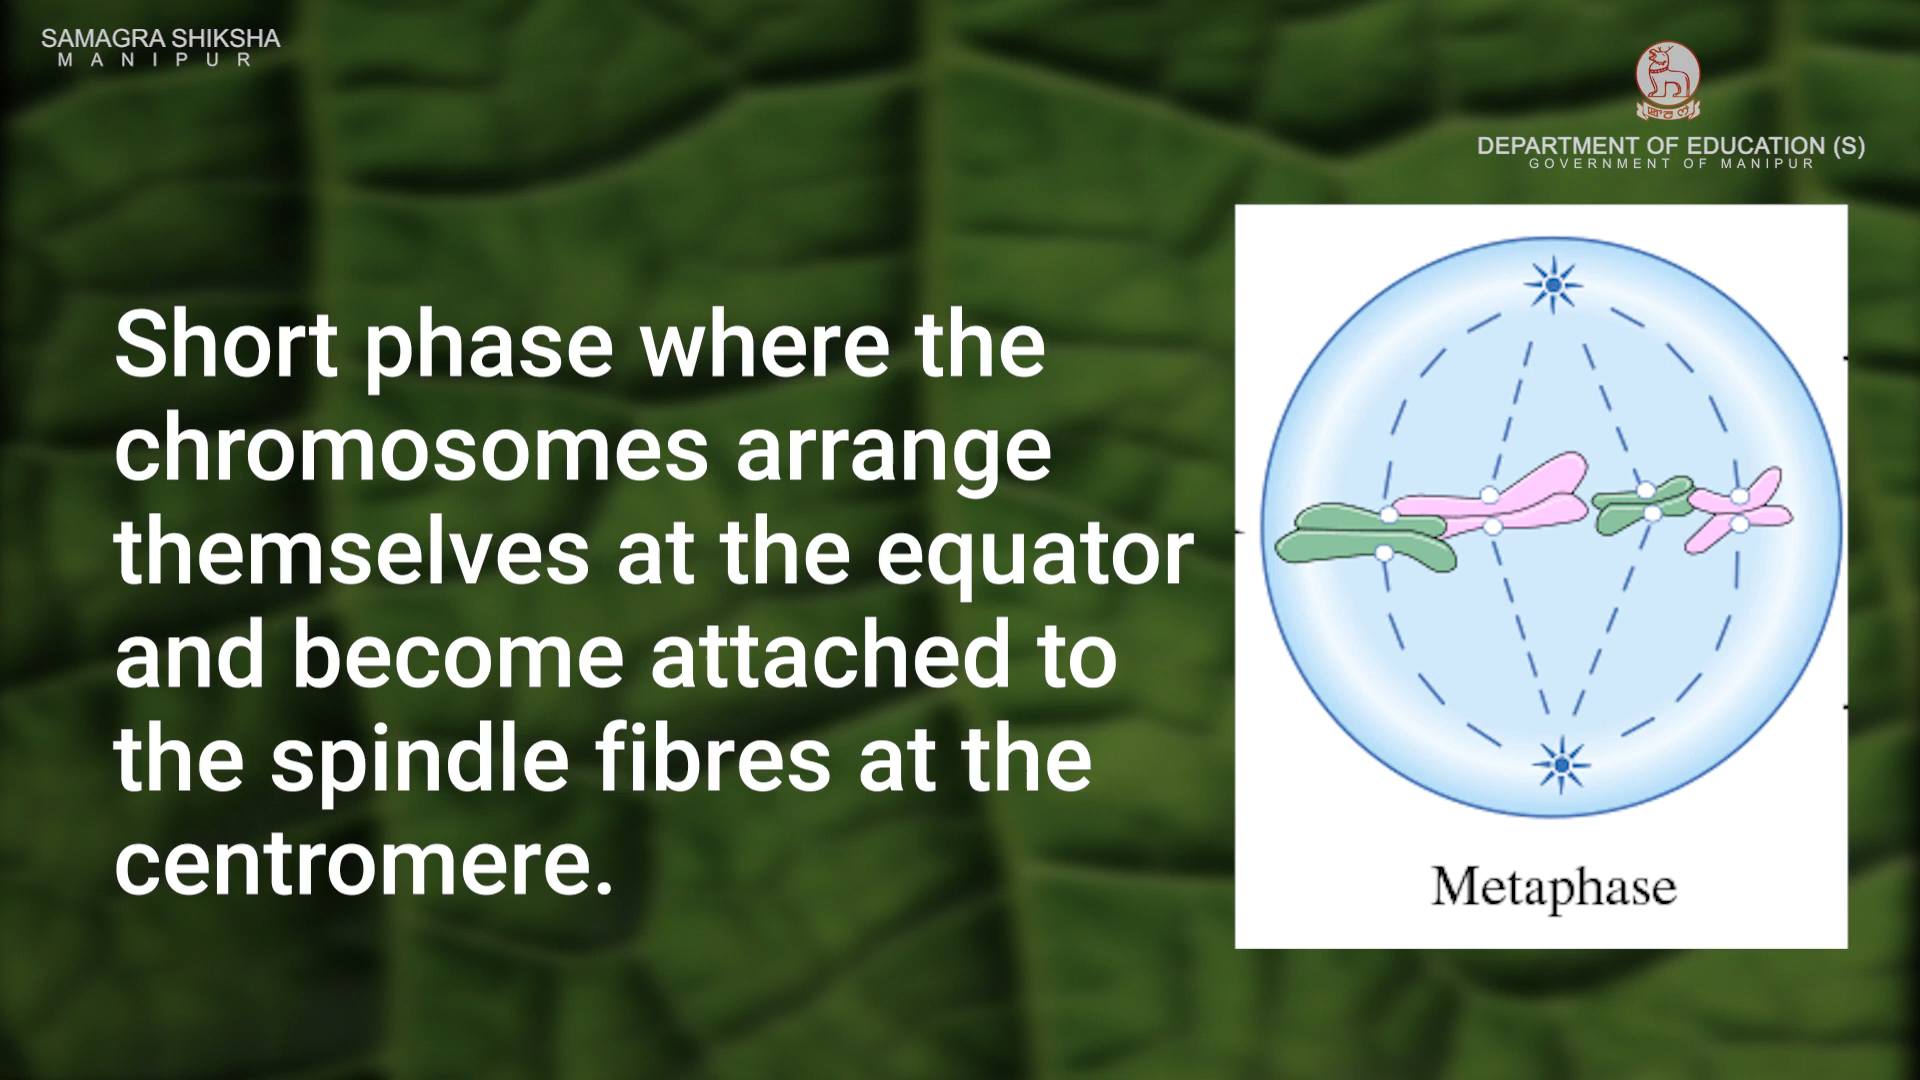 SAMAGRA SHIKSHA
MANIPUR
DEPARTMENT OF EDUCATION (S)
GOVERNMENT OF MANIPUR
Short phase where the
chromosomes arrange
themselves at the equator
and become attached to
the spindle fibres at the
centromere.
Metaphase